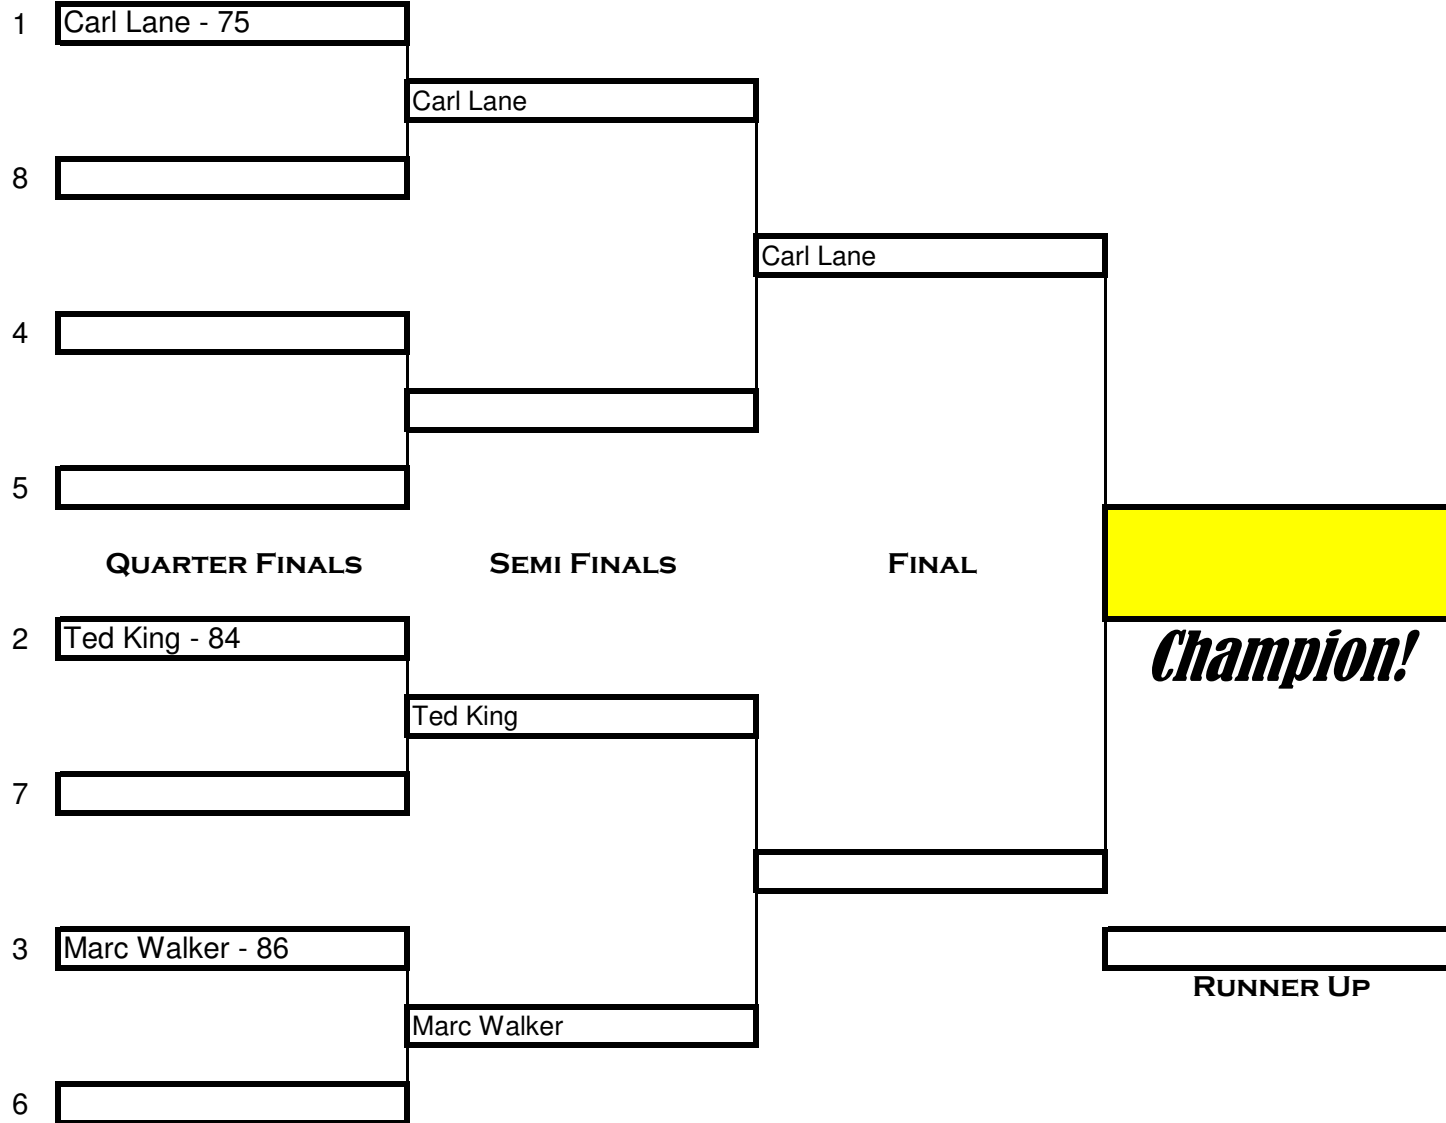 1 Carl Lane - 75
Carl Lane
8
Carl Lane
4
5
QUARTER FINALS SEMI FINALS FINAL
2 Ted King - 84
Champion!
Ted King
7
3 Marc Walker - 86
RUNNER UP
Marc Walker
6